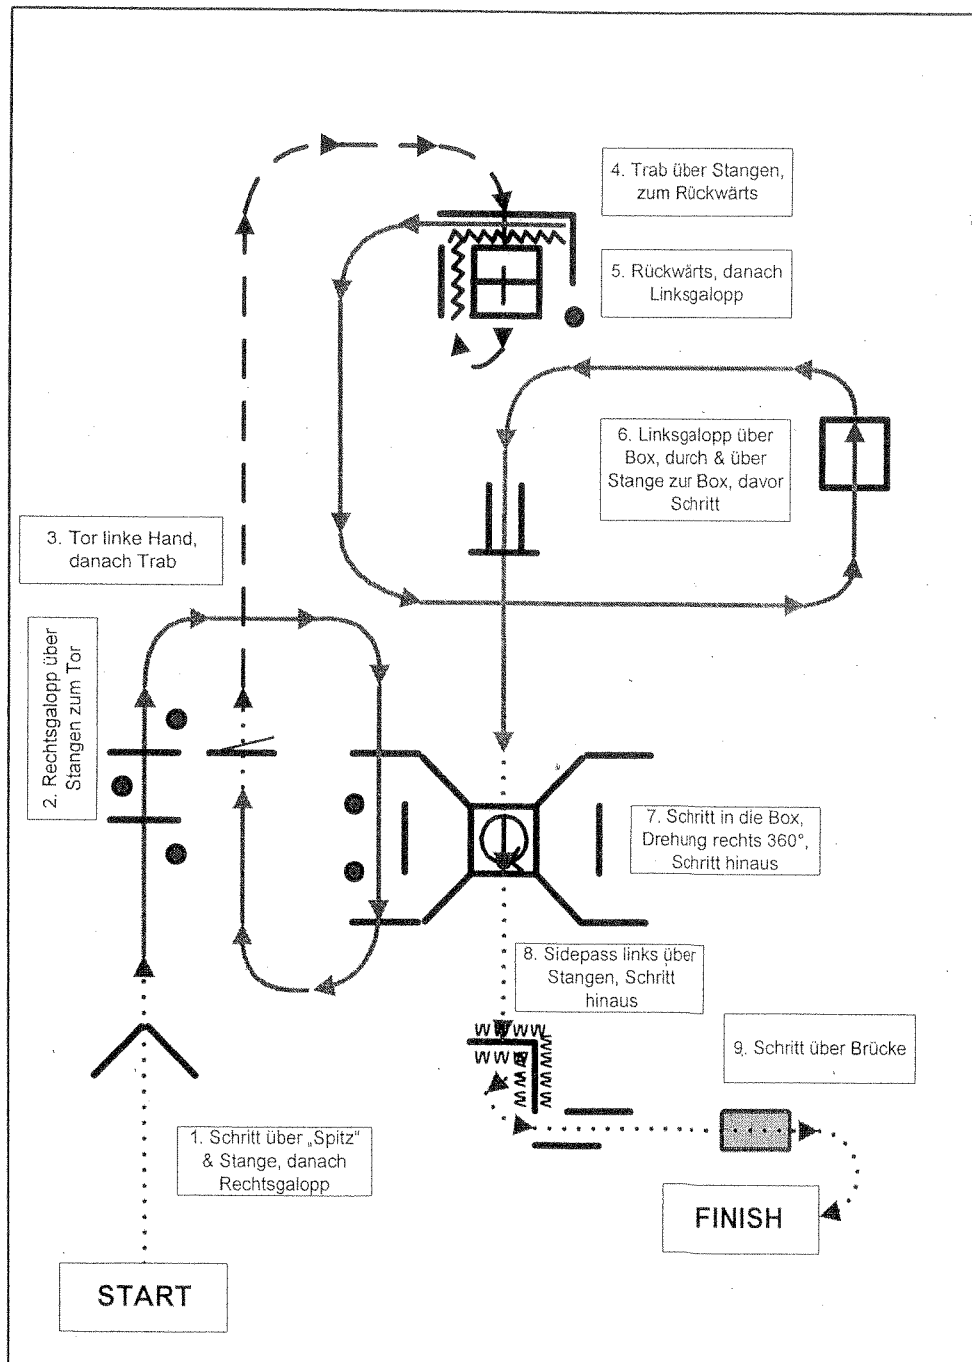 4. Trab über Stangen,
zum Rückwärts
5. Rückwärts, danach
Linksgalopp
6. Linksgalopp über
Box, durch & über
Stange zur Box, davor
Schritt
3. Tor linke Hand,
danach Trab
2. Rechtsgalopp über
Stangen zum Tor
7. Schritt in die Box,
Drehung rechts 360°,
Schritt hinaus
8. Sidepass links über
Stangen, Schritt
hinaus
9. Schritt über Brücke
1. Schritt über „Spitz“
& Stange, danach
Rechtsgalopp
FINISH
START